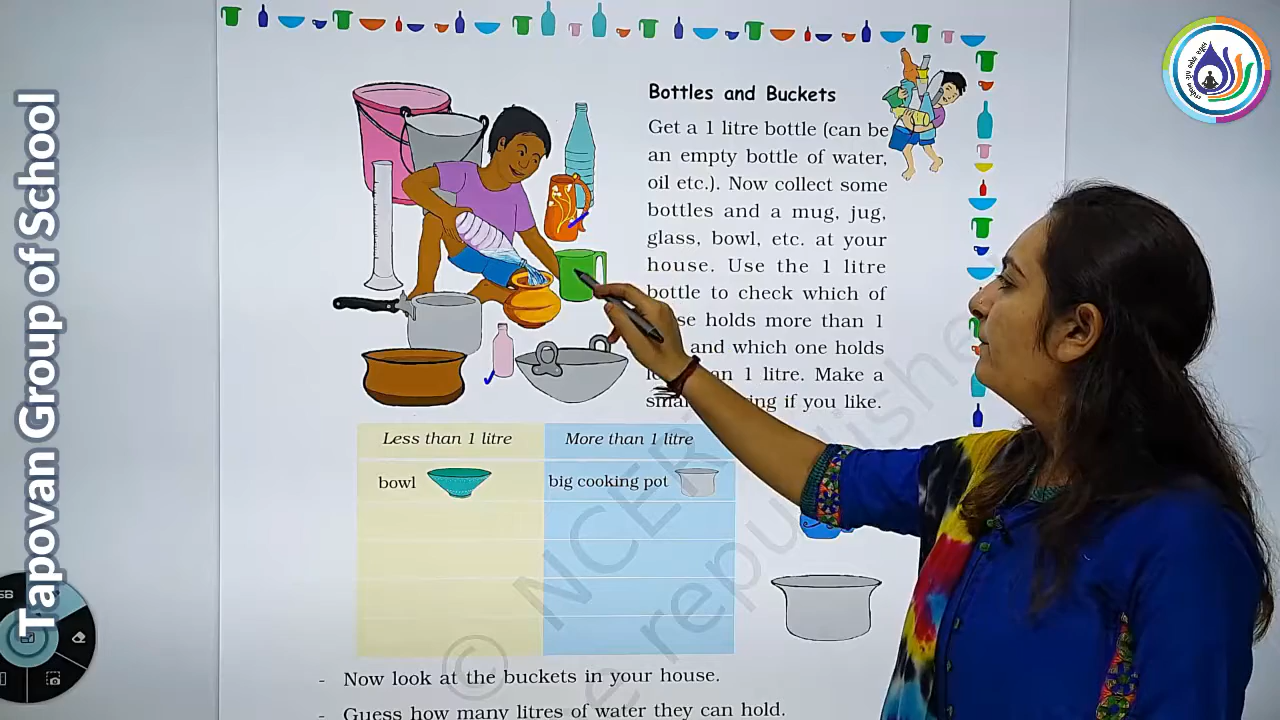 Tapovan Group of School
Bottles and Buckets
Get a 1 litre bottle (can be
an empty bottle of water,
oil etc.). Now collect some
bottles and a mug, jug,
glass, bowl, etc. at your
house. Use the 1 litre
bottle to check which of
holds more than 1
and which one holds
1 litre. Make a
if you like.
Less than 1 litre
More than 1 litre
bowl
big cooking pot
© NCERT
republished
- Now look at the buckets in your house.
- Guess how many litres of water they can hold.